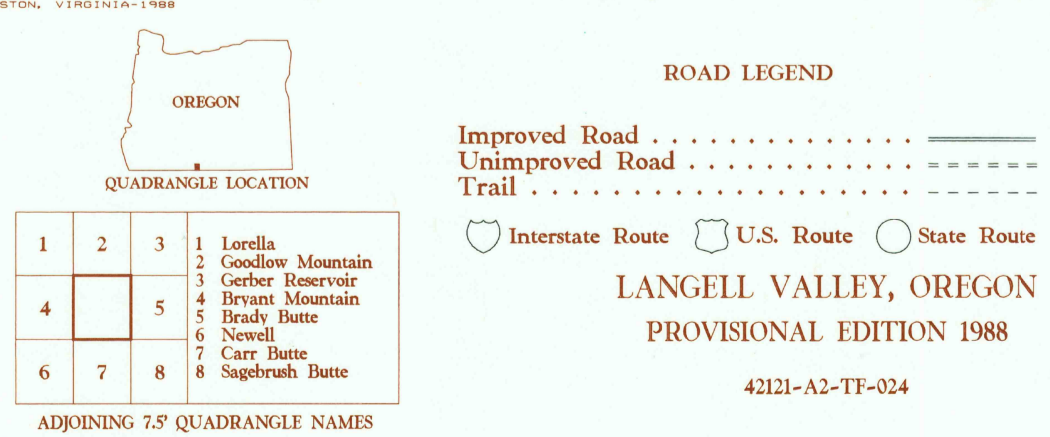 VIRGINIA-1988
OREGON
QUADRANGLE LOCATION
1 2 3
4 5
6 7 8
1 Lorella
2 Goodlow Mountain
3 Gerber Reservoir
4 Bryant Mountain
5 Brady Butte
6 Newell
7 Carr Butte
8 Sagebrush Butte
ADJOINING 7.5' QUADRANGLE NAMES
ROAD LEGEND
Improved Road . . . . . . . . . . . . . .
Unimproved Road . . . . . . . . . . . .
Trail . . . . . . . . . . . . . . . . . . . .
Interstate Route U.S. Route State Route
LANGELL VALLEY, OREGON
PROVISIONAL EDITION 1988
42121-A2-TF-024